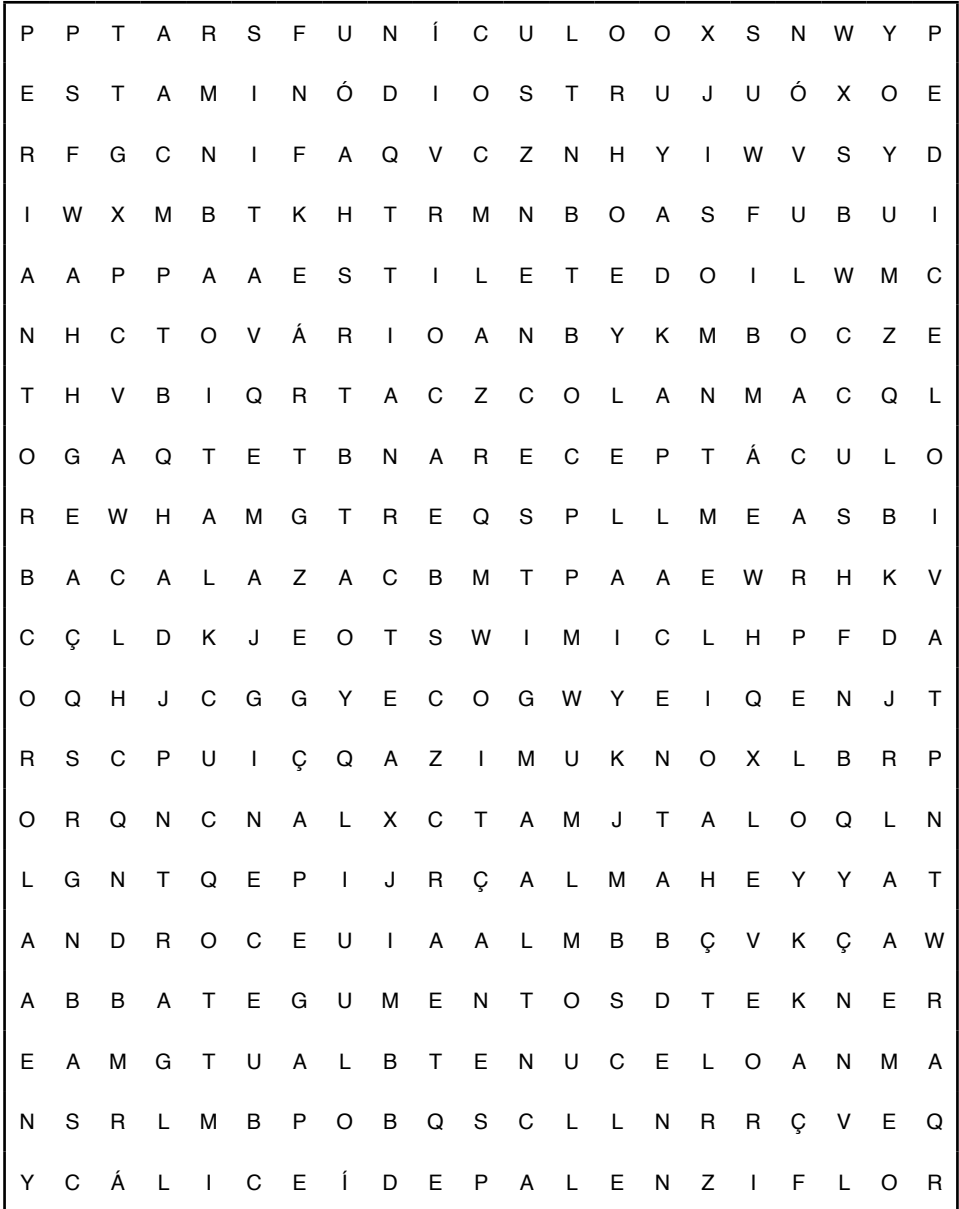 P P T A R S F U N Í C U L O O X S N W Y P
E S T A M I N Ó D I O S T R U J U Ó X O E
R F G C N I F A Q V C Z N H Y I W V S Y D
I W X M B T K H T R M N B O A S F U B U I
A A P P A A E S T I L E T E D O I L W M C
N H C T O V Á R I O A N B Y K M B O C Z E
T H V B I Q R T A C Z C O L A N M A C Q L
O G A Q T E T B N A R E C E P T Á C U L O
R E W H A M G T R E Q S P L L M E A S B I
B A C A L A Z A C B M T P A A E W R H K V
C Ç L D K J E O T S W I M I C L H P F D A
O Q H J C G G Y E C O G W Y E I Q E N J T
R S C P U I Ç Q A Z I M U K N O X L B R P
O R Q N C N A L X C T A M J T A L O Q L N
L G N T Q E P I J R Ç A L M A H E Y Y A T
A N D R O C E U I A A L M B B Ç V K Ç A W
A B B A T E G U M E N T O S D T E K N E R
E A M G T U A L B T E N U C E L O A N M A
N S R L M B P O B Q S C L L N R R Ç V E Q
Y C Á L I C E Í D E P A L E N Z I F L O R